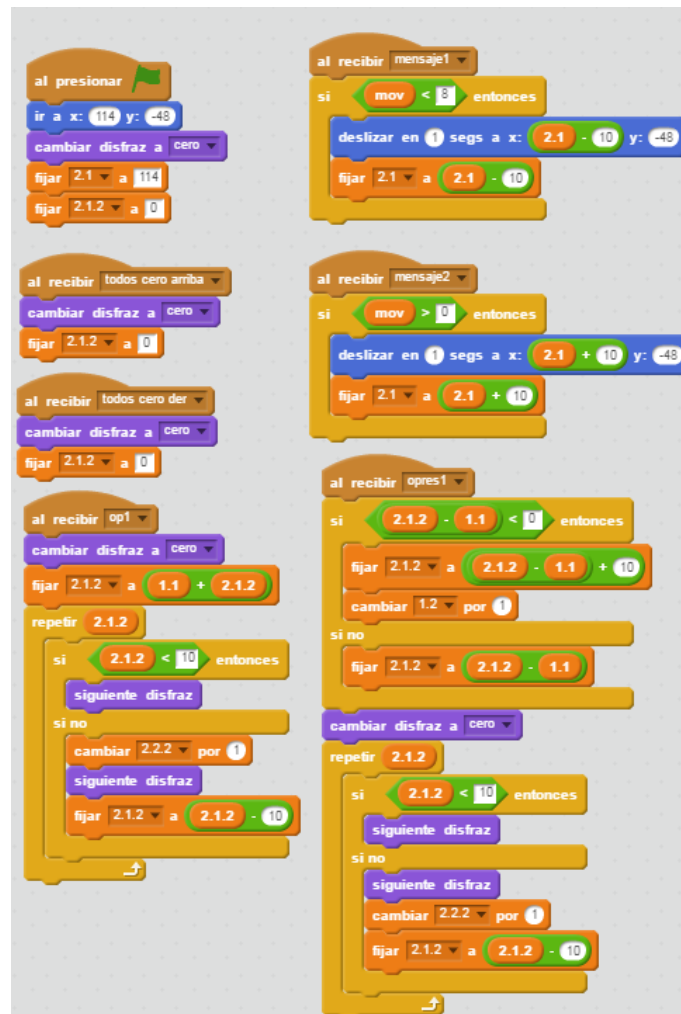 al presionar
ir a x: 114 y: -48
cambiar disfraz a cero
fijar 2.1 a 114
fijar 2.1.2 a 0
al recibir todos cero arriba
cambiar disfraz a cero
fijar 2.1.2 a 0
al recibir todos cero der
cambiar disfraz a cero
fijar 2.1.2 a 0
al recibir op1
cambiar disfraz a cero
fijar 2.1.2 a 1.1 + 2.1.2
repetir 2.1.2
si 2.1.2 < 10 entonces
siguiente disfraz
si no
cambiar 2.2.2 por 1
siguiente disfraz
fijar 2.1.2 a 2.1.2 - 10
al recibir mensaje1
si mov < 8 entonces
deslizar en 1 segs a x: 2.1 - 10 y: -48
fijar 2.1 a 2.1 - 10
al recibir mensaje2
si mov > 0 entonces
deslizar en 1 segs a x: 2.1 + 10 y: -48
fijar 2.1 a 2.1 + 10
al recibir opres1
si 2.1.2 - 1.1 < 0 entonces
fijar 2.1.2 a 2.1.2 - 1.1 + 10
cambiar 1.2 por 1
si no
fijar 2.1.2 a 2.1.2 - 1.1
cambiar disfraz a cero
repetir 2.1.2
si 2.1.2 < 10 entonces
siguiente disfraz
si no
siguiente disfraz
cambiar 2.2.2 por 1
fijar 2.1.2 a 2.1.2 - 10